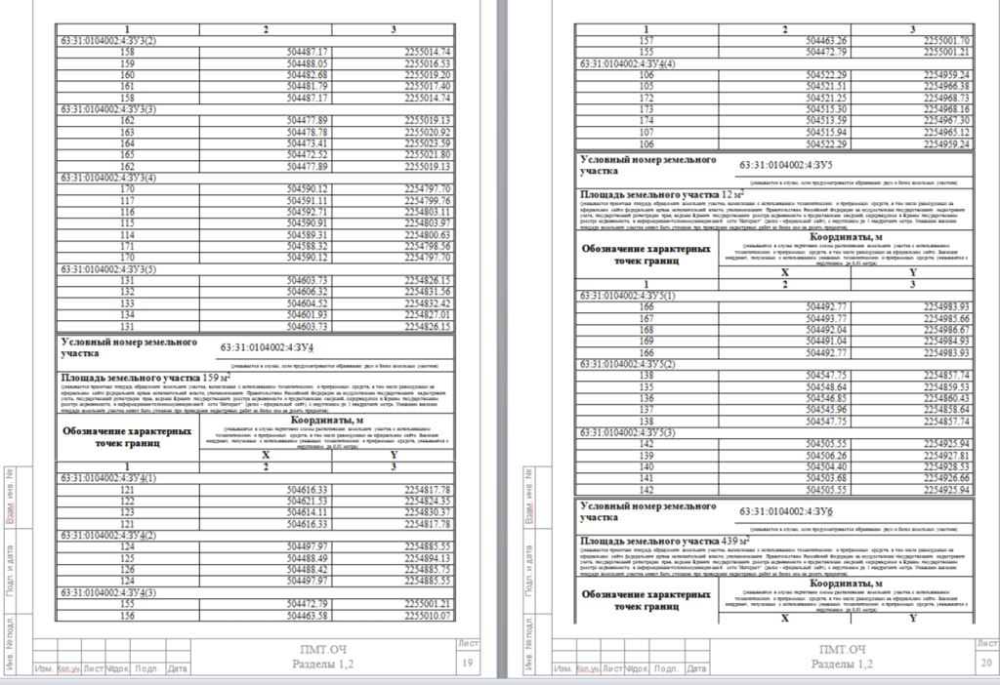 1 2 3
63:31:0104002:4:ЗУ3(2)
158 504487.17 2255014.74
159 504488.05 2255016.53
160 504482.68 2255019.20
161 504481.79 2255017.40
158 504487.17 2255014.74
63:31:0104002:4:ЗУ3(3)
162 504477.89 2255019.13
163 504478.78 2255020.92
164 504473.41 2255023.59
165 504472.52 2255021.80
162 504477.89 2255019.13
63:31:0104002:4:ЗУ3(4)
170 504590.12 2254797.70
117 504591.11 2254799.76
116 504592.71 2254803.11
115 504590.91 2254803.97
114 504589.31 2254800.63
171 504588.32 2254798.56
170 504590.12 2254797.70
63:31:0104002:4:ЗУ3(5)
131 504603.73 2254826.15
132 504606.32 2254831.56
133 504604.52 2254832.42
134 504601.93 2254827.01
131 504603.73 2254826.15
Условный номер земельного участка 63:31:0104002:4:ЗУ4
(указывается в случае, если предусматривается образование двух и более земельных участков)
Площадь земельного участка 159 м²
Обозначение характерных точек границ
Координаты, м
X Y
1 2 3
63:31:0104002:4:ЗУ4(1)
121 504616.33 2254817.78
122 504621.53 2254824.35
123 504614.11 2254830.37
121 504616.33 2254817.78
63:31:0104002:4:ЗУ4(2)
124 504497.97 2254885.55
125 504488.49 2254894.13
126 504488.42 2254885.75
124 504497.97 2254885.55
63:31:0104002:4:ЗУ4(3)
155 504472.79 2255001.21
156 504463.58 2255010.07
Взам. инв. №
Подп. и дата
Инв. № подл.
Изм. Кол.уч Лист №док. Подп. Дата
ПМТ.ОЧ
Разделы 1,2
Лист
19
1 2 3
157 504463.26 2255001.70
155 504472.79 2255001.21
63:31:0104002:4:ЗУ4(4)
106 504522.29 2254959.24
105 504521.51 2254966.38
172 504521.25 2254968.73
173 504515.30 2254968.16
174 504513.59 2254967.30
107 504515.94 2254965.12
106 504522.29 2254959.24
Условный номер земельного участка 63:31:0104002:4:ЗУ5
(указывается в случае, если предусматривается образование двух и более земельных участков)
Площадь земельного участка 12 м²
Обозначение характерных точек границ
Координаты, м
X Y
1 2 3
63:31:0104002:4:ЗУ5(1)
166 504492.77 2254983.93
167 504493.77 2254985.66
168 504492.04 2254986.67
169 504491.04 2254984.93
166 504492.77 2254983.93
63:31:0104002:4:ЗУ5(2)
138 504547.75 2254857.74
135 504548.64 2254859.53
136 504546.85 2254860.43
137 504545.96 2254858.64
138 504547.75 2254857.74
63:31:0104002:4:ЗУ5(3)
142 504505.55 2254925.94
139 504506.26 2254927.81
140 504504.40 2254928.53
141 504503.68 2254926.66
142 504505.55 2254925.94
Условный номер земельного участка 63:31:0104002:4:ЗУ6
(указывается в случае, если предусматривается образование двух и более земельных участков)
Площадь земельного участка 439 м²
Обозначение характерных точек границ
Координаты, м
X Y
Взам. инв. №
Подп. и дата
Инв. № подл.
Изм. Кол.уч Лист №док. Подп. Дата
ПМТ.ОЧ
Разделы 1,2
Лист
20